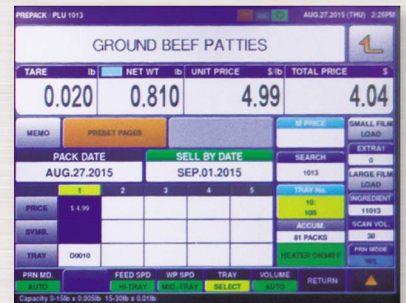 PREPACK / PLU 1013 AUG.27.2015 (THU) 2:26PM
GROUND BEEF PATTIES
TARE lb NET WT lb UNIT PRICE $/lb TOTAL PRICE $
0.020 0.810 4.99 4.04
MEMO PRESET PAGES M PRICE SMALL FILM LOAD
PACK DATE SELL BY DATE SEARCH EXTRA1
AUG.27.2015 SEP.01.2015 1013 0
LARGE FILM LOAD
1 2 3 4 5 TRAY No.
PRICE $ 4.99 10: INGREDIENT
11013
SYMB. ACCUM. SCAN VOL.
81 PACKS 30
TRAY D0010 PRN MODE
PRN MD. FEED SPD WP SPD TRAY VOLUME RETURN
AUTO HI-TRAY MID.-TRAY SELECT AUTO
Capacity 0-15lb x 0.005lb 15-30lb x 0.01lb